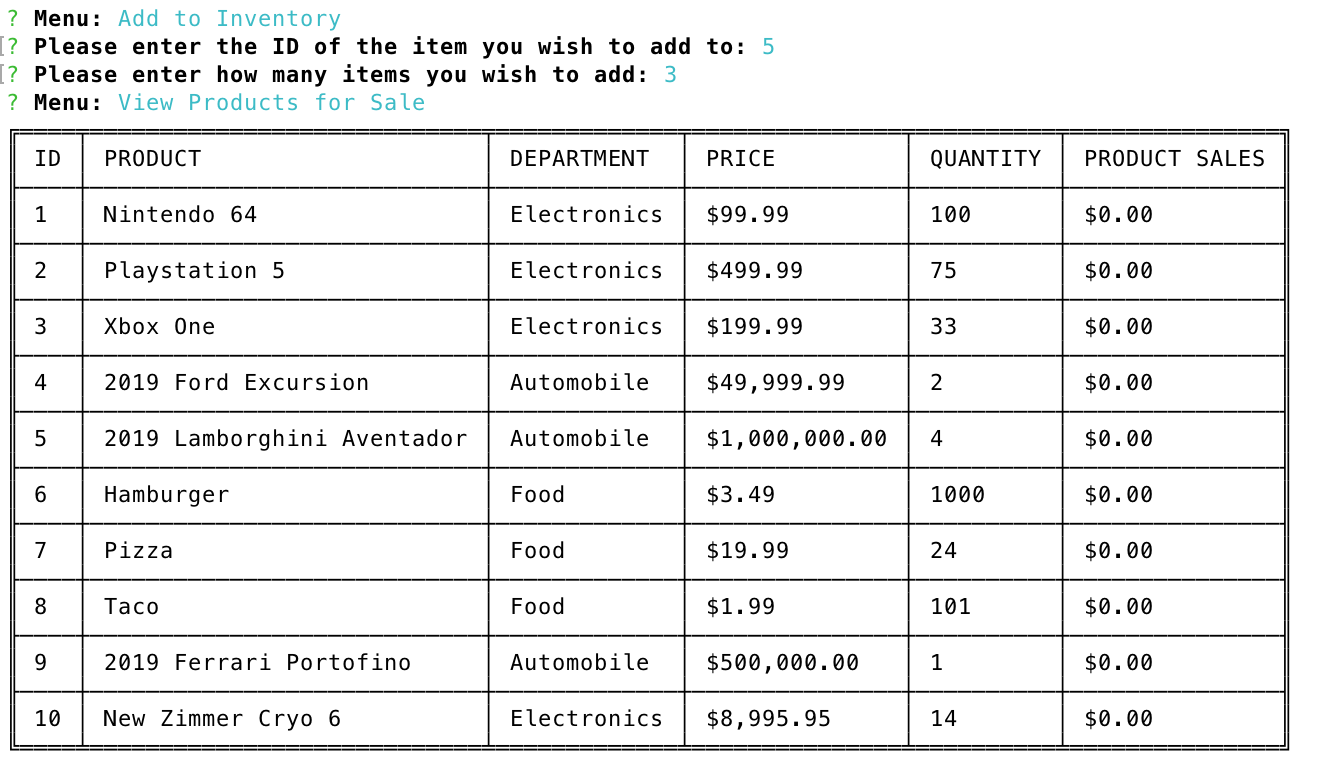 ? Menu: Add to Inventory
[? Please enter the ID of the item you wish to add to: 5
[? Please enter how many items you wish to add: 3
? Menu: View Products for Sale
ID PRODUCT DEPARTMENT PRICE QUANTITY PRODUCT SALES
1 Nintendo 64 Electronics $99.99 100 $0.00
2 Playstation 5 Electronics $499.99 75 $0.00
3 Xbox One Electronics $199.99 33 $0.00
4 2019 Ford Excursion Automobile $49,999.99 2 $0.00
5 2019 Lamborghini Aventador Automobile $1,000,000.00 4 $0.00
6 Hamburger Food $3.49 1000 $0.00
7 Pizza Food $19.99 24 $0.00
8 Taco Food $1.99 101 $0.00
9 2019 Ferrari Portofino Automobile $500,000.00 1 $0.00
10 New Zimmer Cryo 6 Electronics $8,995.95 14 $0.00